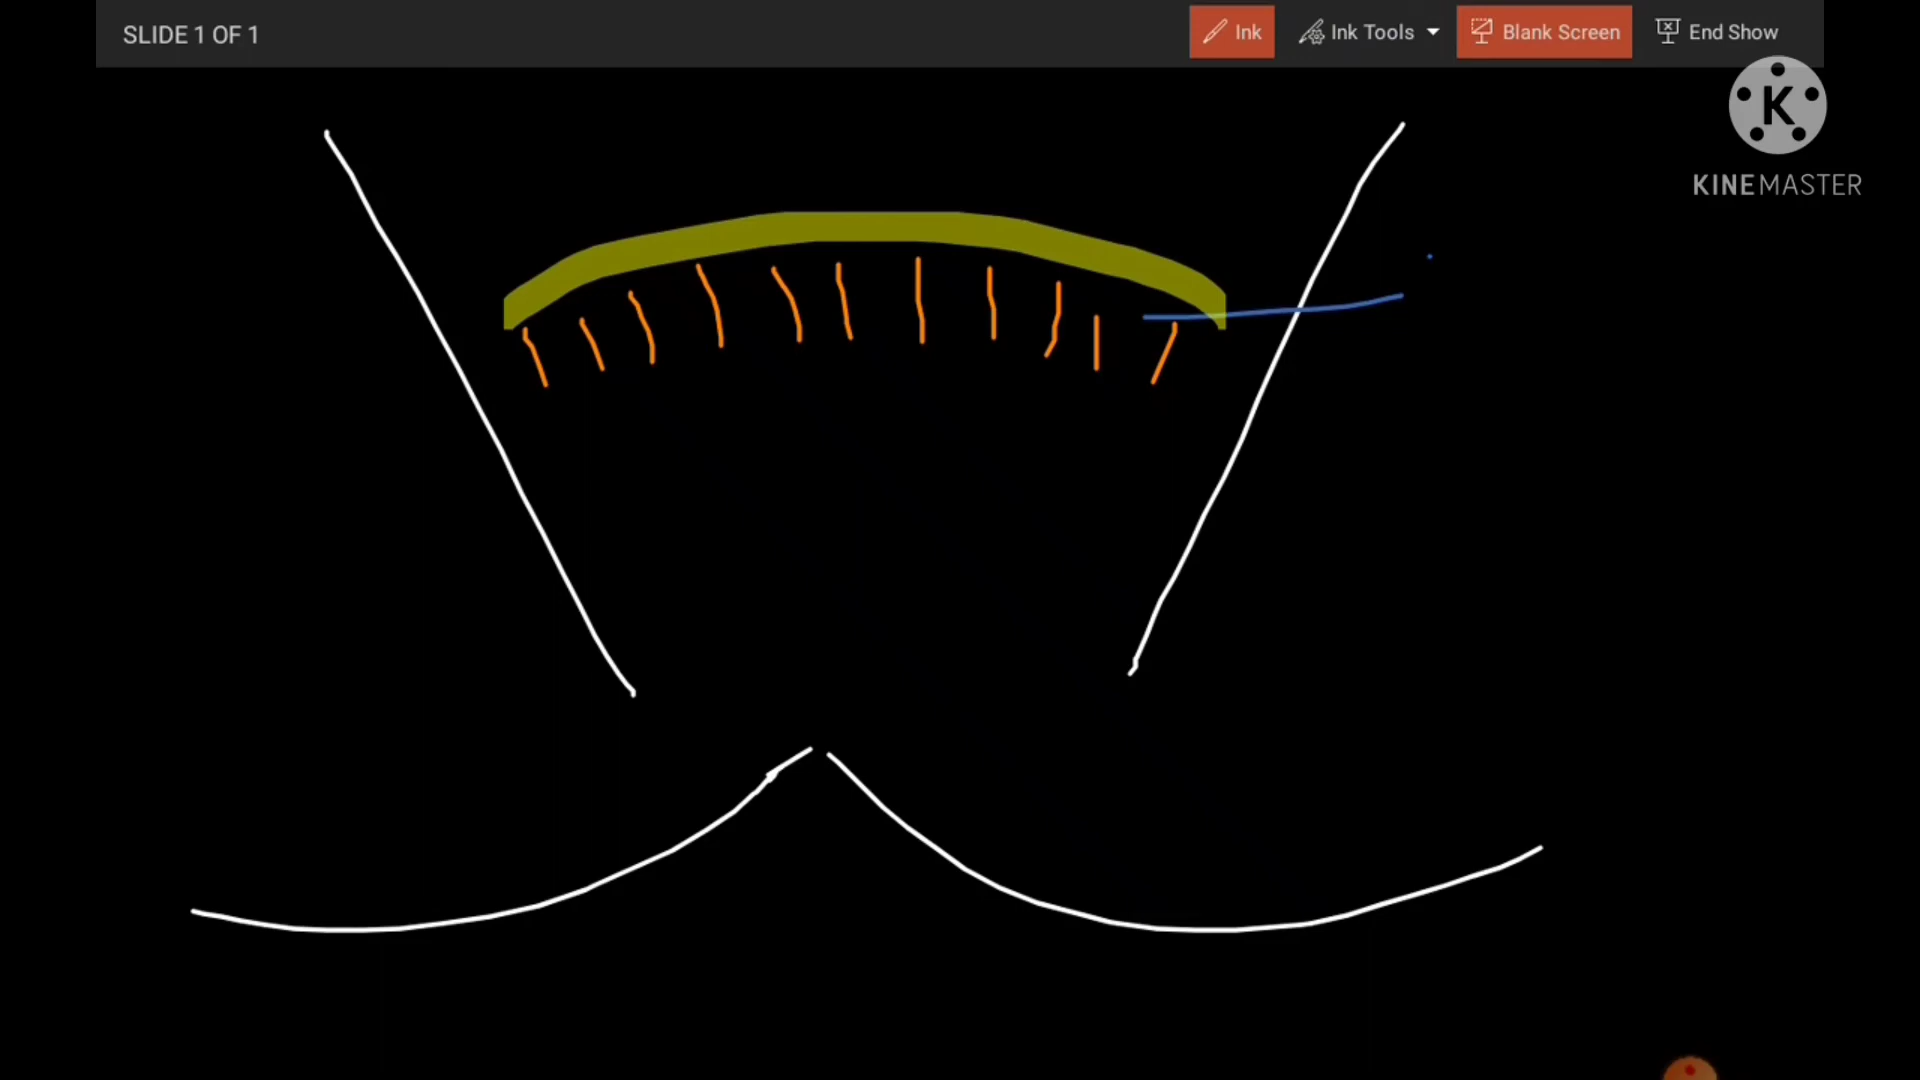 SLIDE 1 OF 1
Ink
Ink Tools
Blank Screen
End Show
K
KINEMASTER